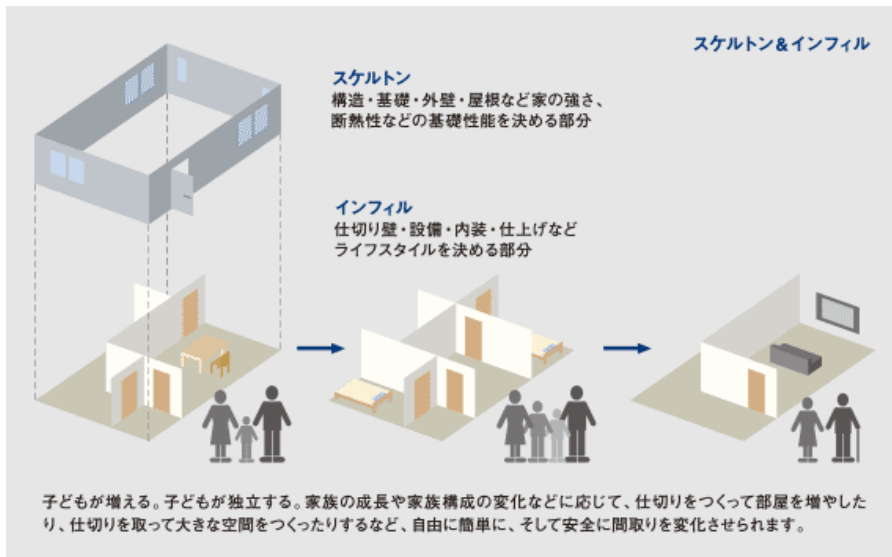 スケルトン&インフィル
スケルトン
構造・基礎・外壁・屋根など家の強さ、
断熱性などの基礎性能を決める部分
インフィル
仕切り壁・設備・内装・仕上げなど
ライフスタイルを決める部分
子どもが増える。子どもが独立する。家族の成長や家族構成の変化などに応じて、仕切りをつくって部屋を増やした
り、仕切りを取って大きな空間をつくったりするなど、自由に簡単に、そして安全に間取りを変化させられます。